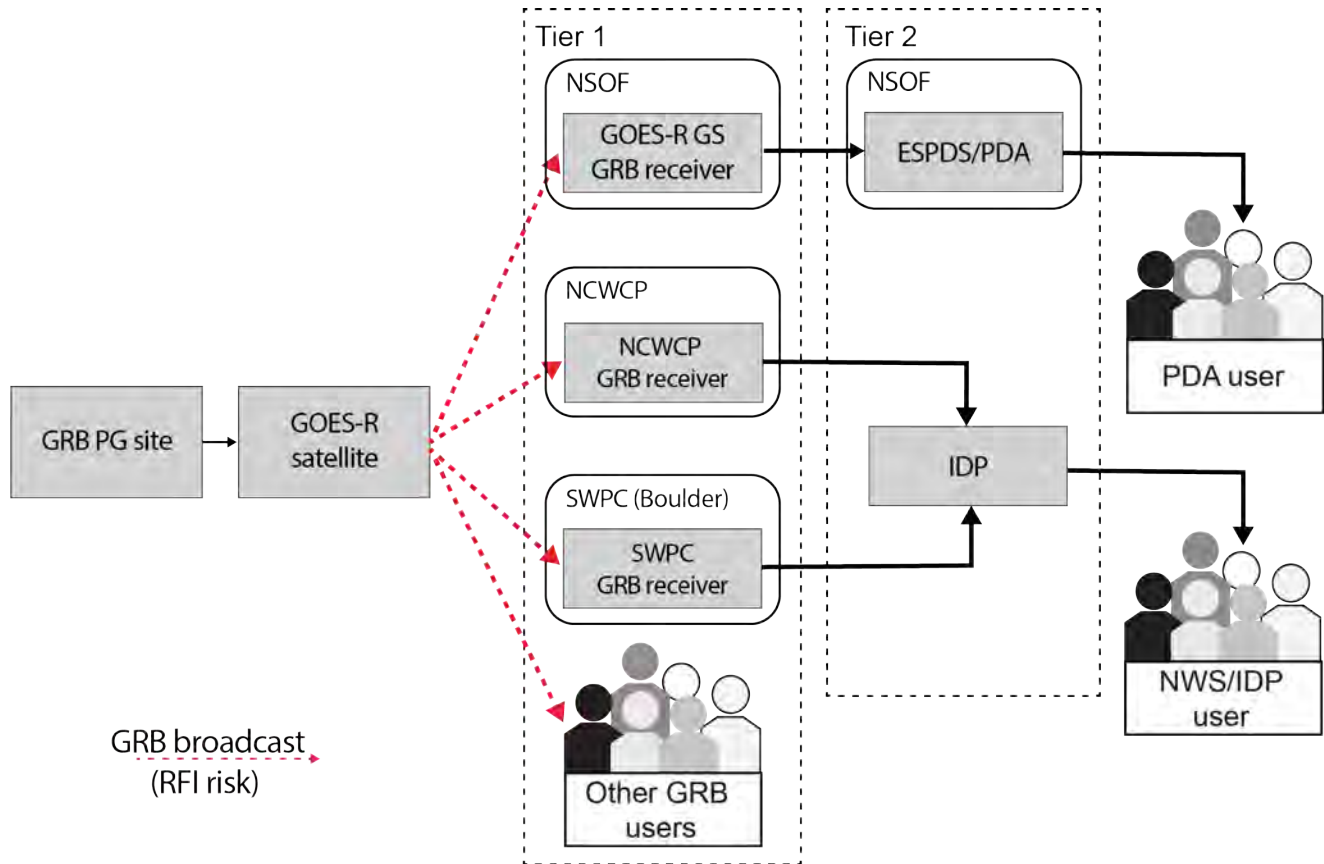 Tier 1
Tier 2
NSOF
GOES-R GS
GRB receiver
NSOF
ESPDS/PDA
PDA user
NCWCP
NCWCP
GRB receiver
GRB PG site
GOES-R
satellite
IDP
SWPC (Boulder)
SWPC
GRB receiver
NWS/IDP
user
Other GRB
users
GRB broadcast
(RFI risk)